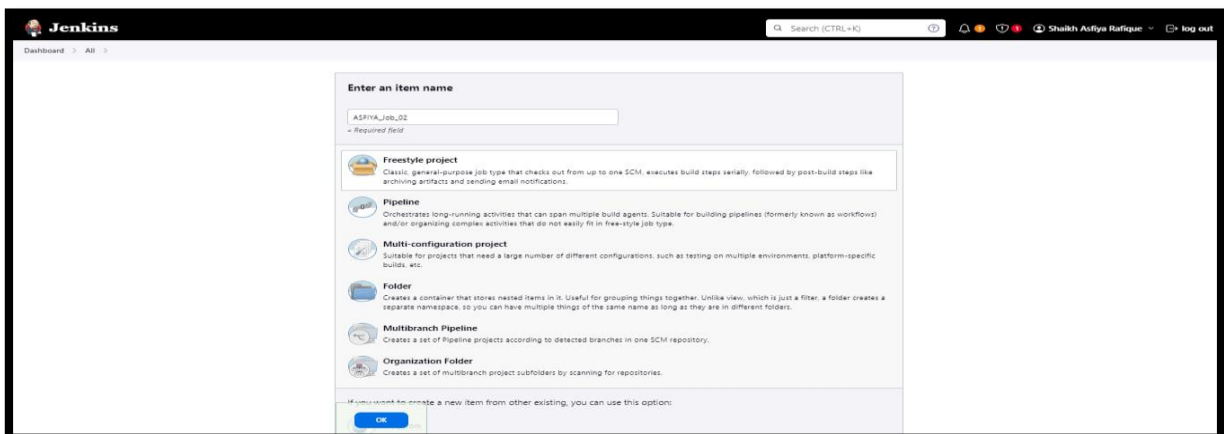 Jenkins
Search (CTRL+K)
Shaikh Asfiya Rafique
log out
Dashboard > All >
Enter an item name
ASFIYA_Job_02
» Required field
Freestyle project
Classic, general-purpose job type that checks out from up to one SCM, executes build steps serially, followed by post-build steps like
archiving artifacts and sending email notifications.
Pipeline
Orchestrates long-running activities that can span multiple build agents. Suitable for building pipelines (formerly known as workflows)
and/or organizing complex activities that do not easily fit in free-style job type.
Multi-configuration project
Suitable for projects that need a large number of different configurations, such as testing on multiple environments, platform-specific
builds, etc.
Folder
Creates a container that stores nested items in it. Useful for grouping things together. Unlike view, which is just a filter, a folder creates a
separate namespace, so you can have multiple things of the same name as long as they are in different folders.
Multibranch Pipeline
Creates a set of Pipeline projects according to detected branches in one SCM repository.
Organization Folder
Creates a set of multibranch project subfolders by scanning for repositories.
If you want to create a new item from other existing, you can use this option:
OK